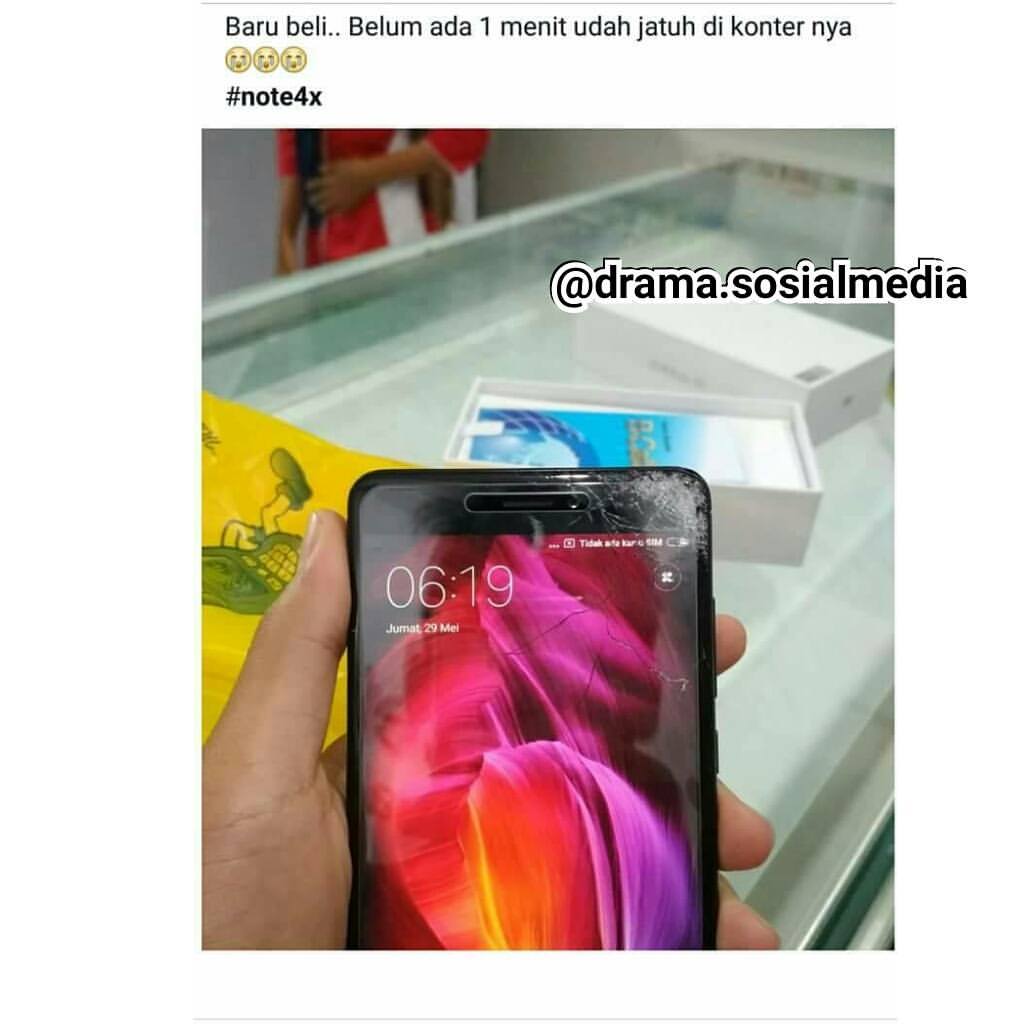 Baru beli.. Belum ada 1 menit udah jatuh di konter nya
😭😭😭
#note4x
@drama.sosialmedia
... Tidak ada kartu SIM
06:19
Jumat, 29 Mei